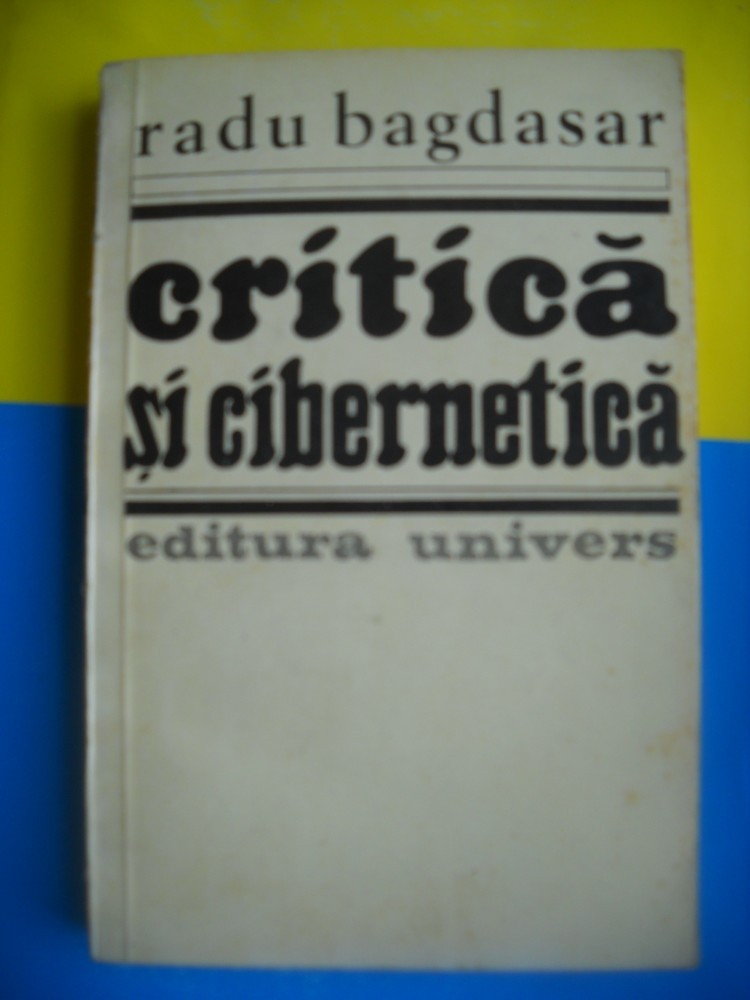 radu bagdasar
critică
și cibernetică
editura univers